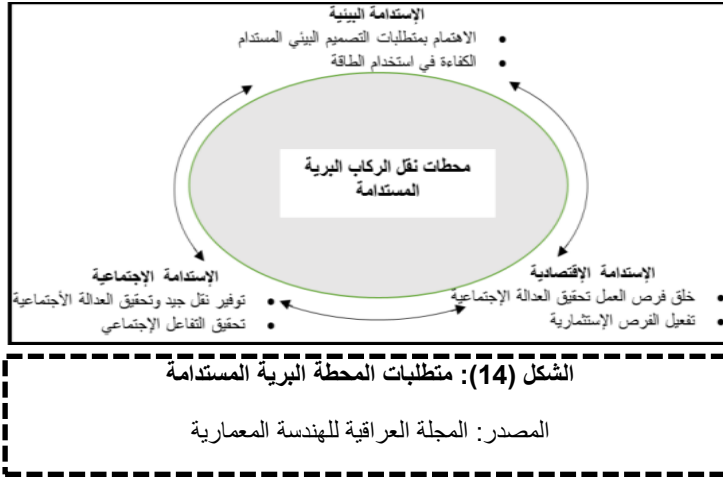 الإستدامة البيئية
• الاهتمام بمتطلبات التصميم البيئي المستدام
• الكفاءة في استخدام الطاقة
محطات نقل الركاب البرية
المستدامة
الإستدامة الإقتصادية
• خلق فرص العمل تحقيق العدالة الإجتماعية
• تفعيل الفرص الإستثمارية
الإستدامة الإجتماعية
• توفير نقل جيد وتحقيق العدالة الأجتماعية
• تحقيق التفاعل الإجتماعي
الشكل (14): متطلبات المحطة البرية المستدامة
المصدر: المجلة العراقية للهندسة المعمارية